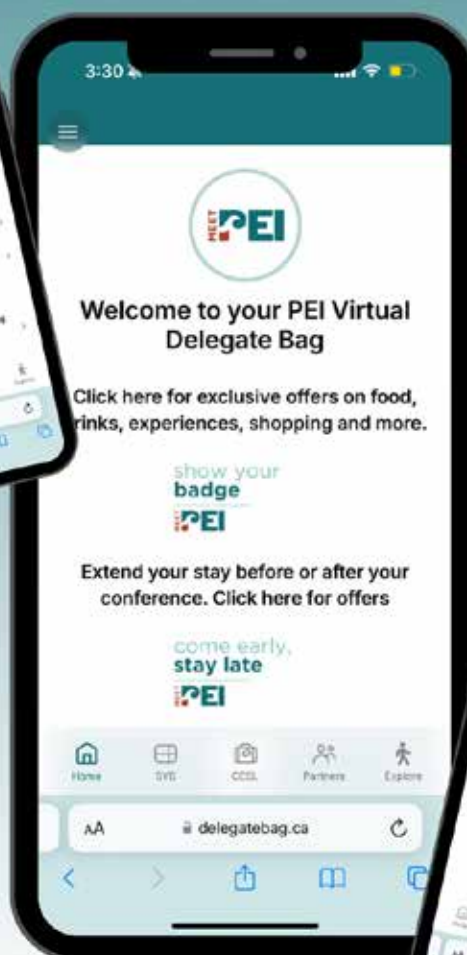 3:30
MEET PEI
Welcome to your PEI Virtual
Delegate Bag
Click here for exclusive offers on food,
rinks, experiences, shopping and more.
show your
badge
MEET PEI
Extend your stay before or after your
conference. Click here for offers
come early,
stay late
MEET PEI
Home SYB CESL Partners Explore
AA delegatebag.ca